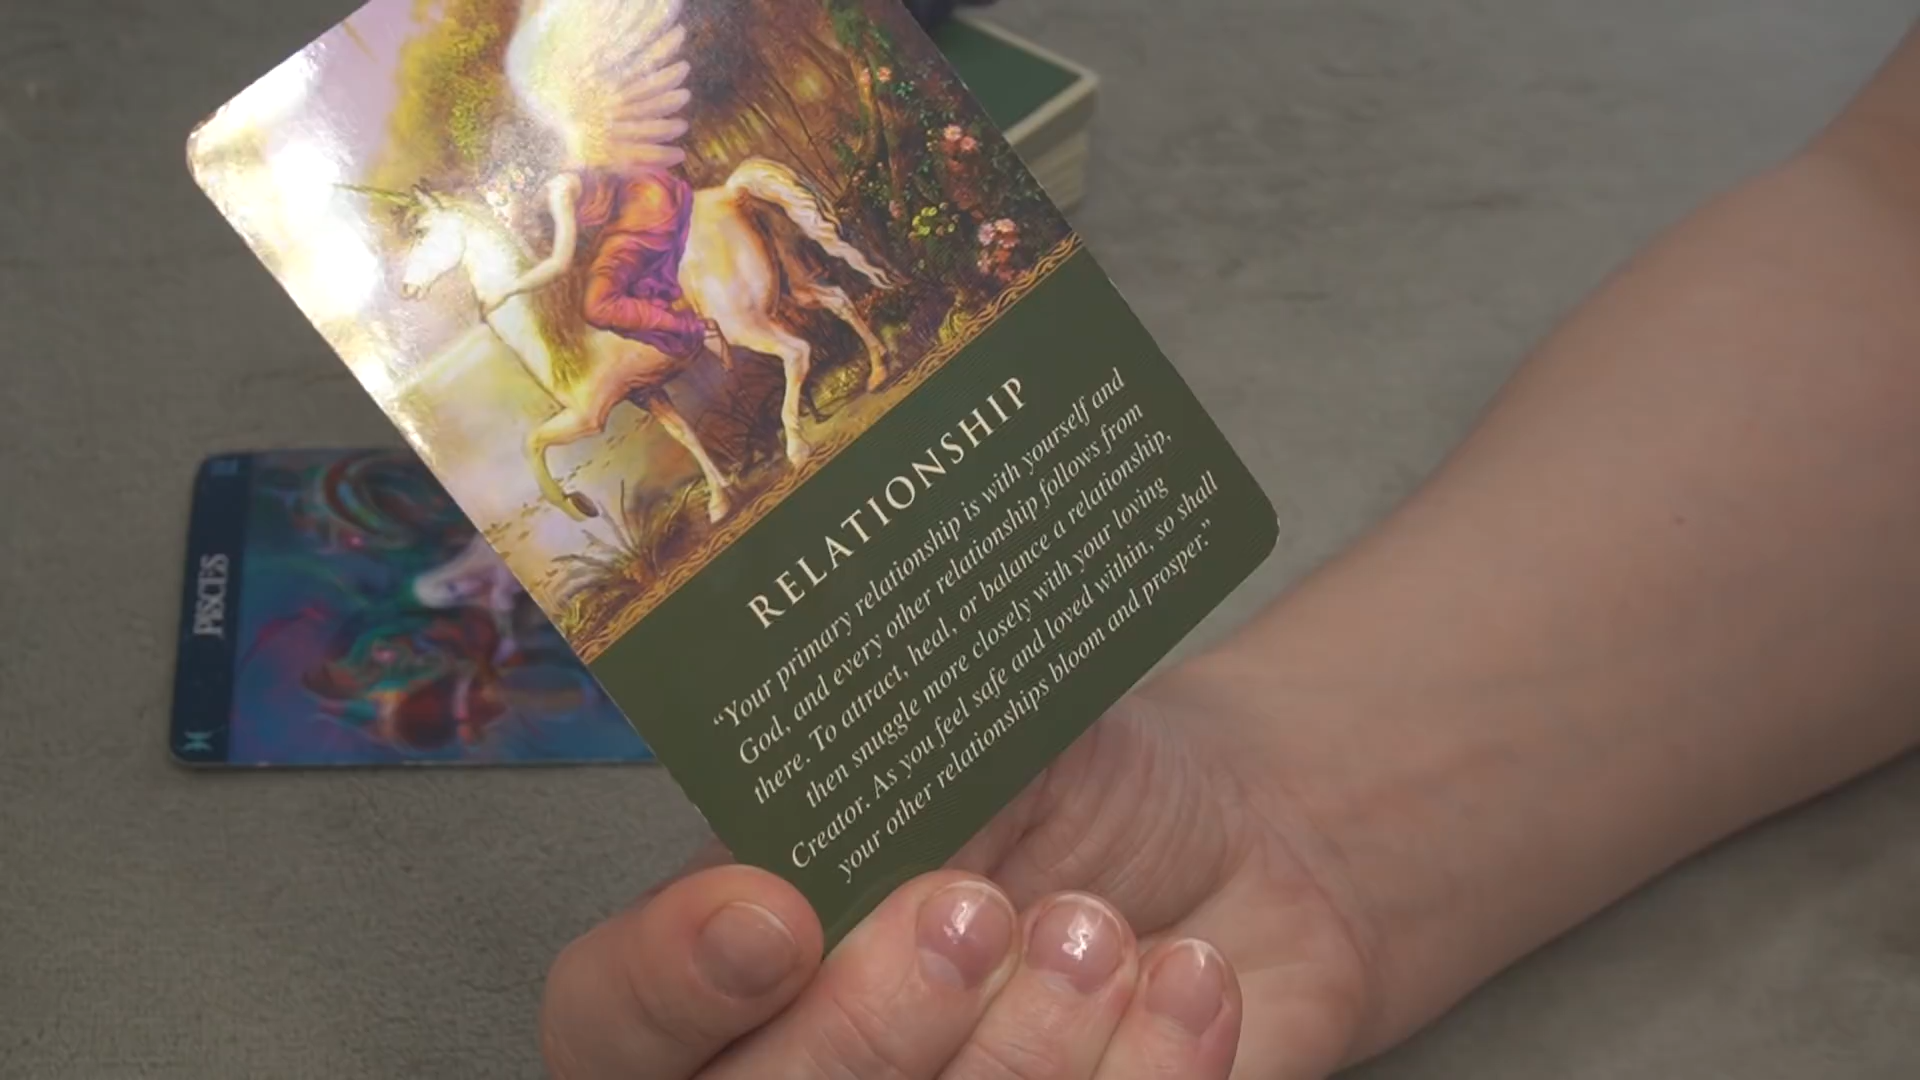 RELATIONSHIP
“Your primary relationship is with yourself and
God, and every other relationship follows from
there. To attract, heal, or balance a relationship,
then snuggle more closely with your loving
Creator. As you feel safe and loved within, so shall
your other relationships bloom and prosper.”
PISCES